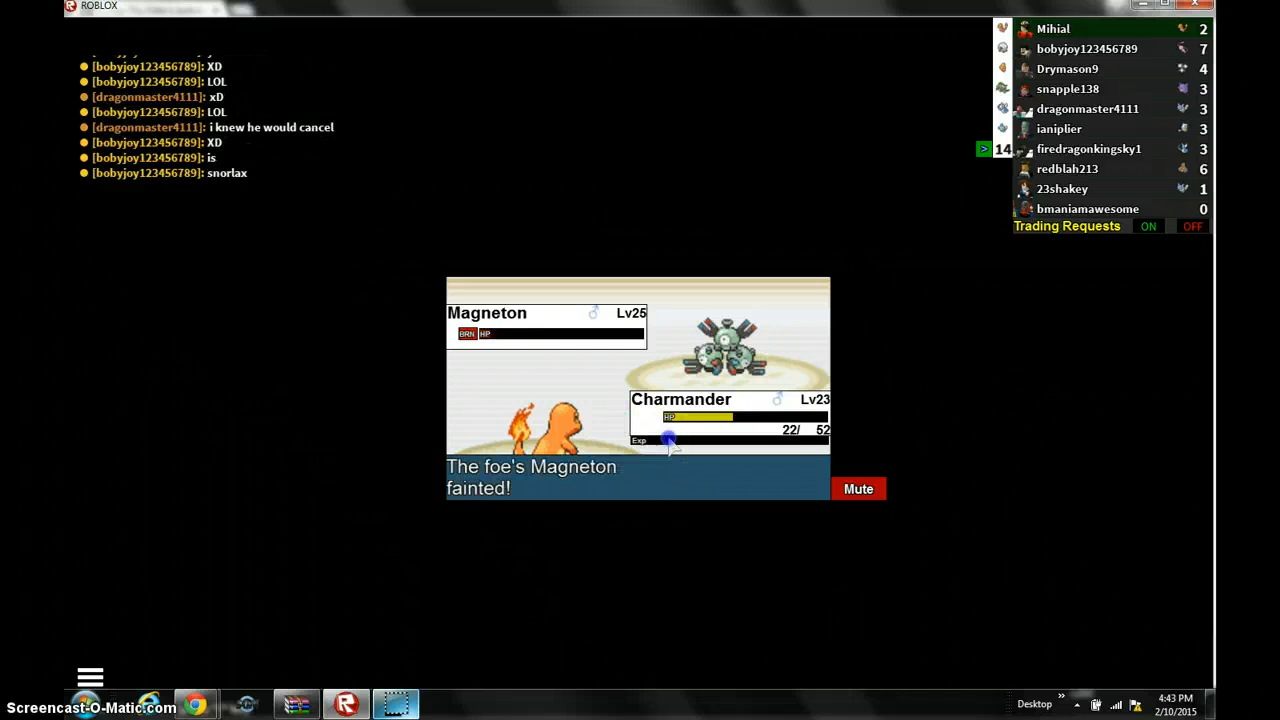 ROBLOX
[bobyjoy123456789]: XD
[bobyjoy123456789]: LOL
[dragonmaster4111]: xD
[bobyjoy123456789]: LOL
[dragonmaster4111]: i knew he would cancel
[bobyjoy123456789]: XD
[bobyjoy123456789]: is
[bobyjoy123456789]: snorlax
Mihial 2
bobyjoy123456789 7
Drymason9 4
snapple138 3
dragonmaster4111 3
ianiplier 3
> 14 firedragonkingsky1 3
redblah213 6
23shakey 1
bmaniamawesome 0
Trading Requests ON OFF
Magneton ♂ Lv25
BRN HP
Charmander ♂ Lv23
HP
22/ 52
Exp
The foe's Magneton
fainted!
Mute
Screencast-O-Matic.com
Desktop
4:43 PM
2/10/2015